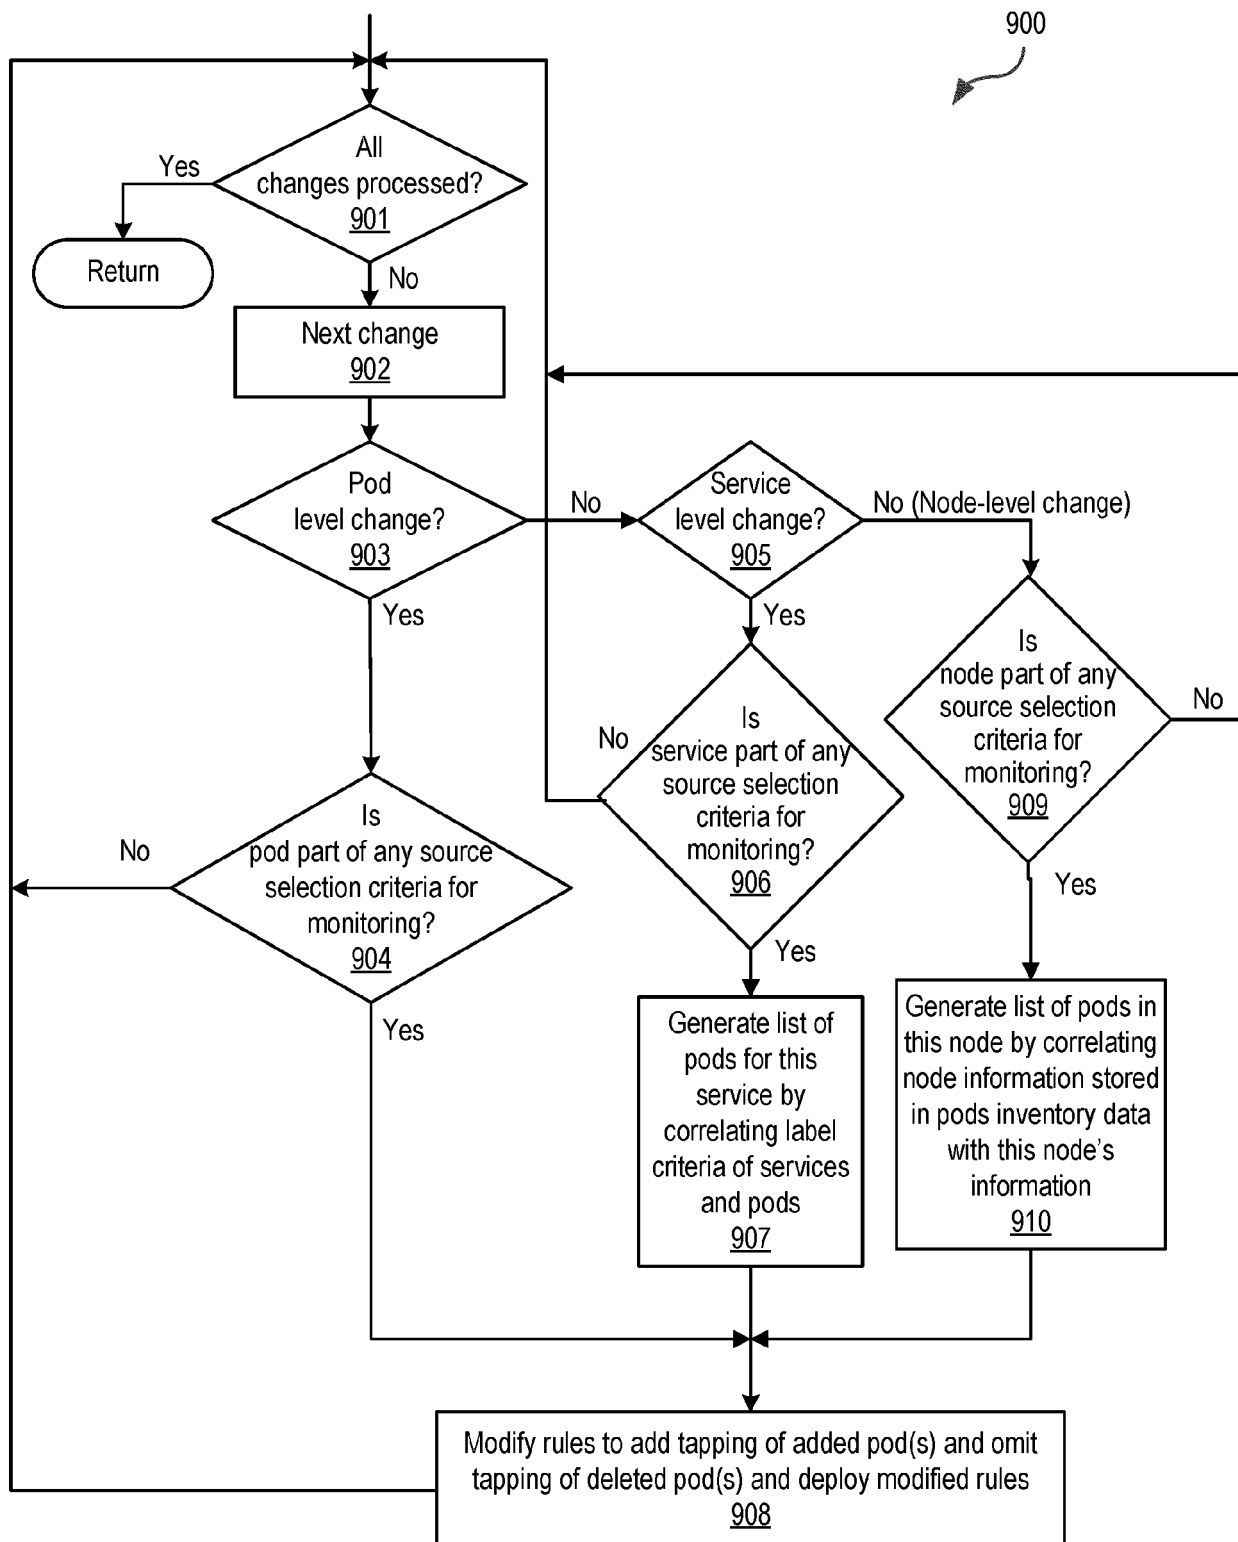 900
All
changes processed?
901
Yes
Return
No
Next change
902
Pod
level change?
903
No
Service
level change?
905
No (Node-level change)
Yes
Yes
Is
node part of any
source selection
criteria for
monitoring?
909
No
Is
service part of any
source selection
criteria for
monitoring?
906
No
Is
pod part of any source
selection criteria for
monitoring?
904
No
Yes
Yes
Yes
Generate list of
pods for this
service by
correlating label
criteria of services
and pods
907
Generate list of pods in
this node by correlating
node information stored
in pods inventory data
with this node's
information
910
Modify rules to add tapping of added pod(s) and omit
tapping of deleted pod(s) and deploy modified rules
908